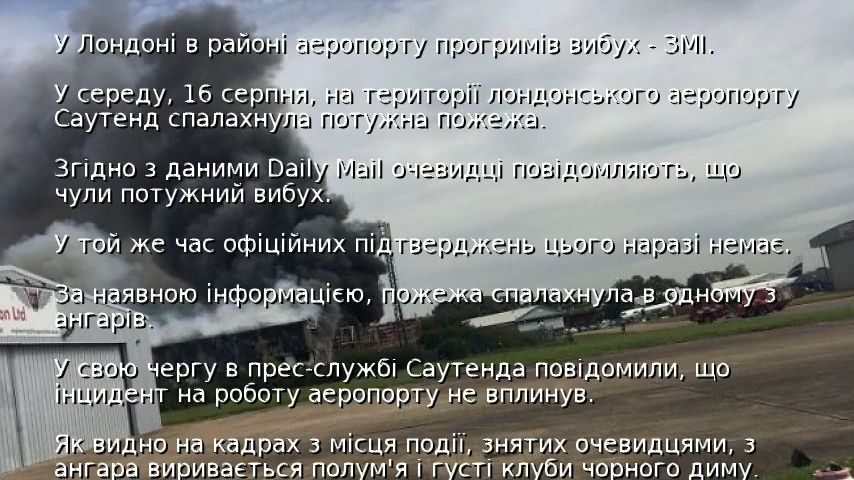 У Лондоні в районі аеропорту прогримів вибух - ЗМІ.
У середу, 16 серпня, на території лондонського аеропорту
Саутенд спалахнула потужна пожежа.
Згідно з даними Daily Mail очевидці повідомляють, що
чули потужний вибух.
У той же час офіційних підтверджень цього наразі немає.
За наявною інформацією, пожежа спалахнула в одному з
ангарів.
on Ltd
У свою чергу в прес-службі Саутенда повідомили, що
інцидент на роботу аеропорту не вплинув.
Як видно на кадрах з місця події, знятих очевидцями, з
ангара виривається полум'я і густі клуби чорного диму.